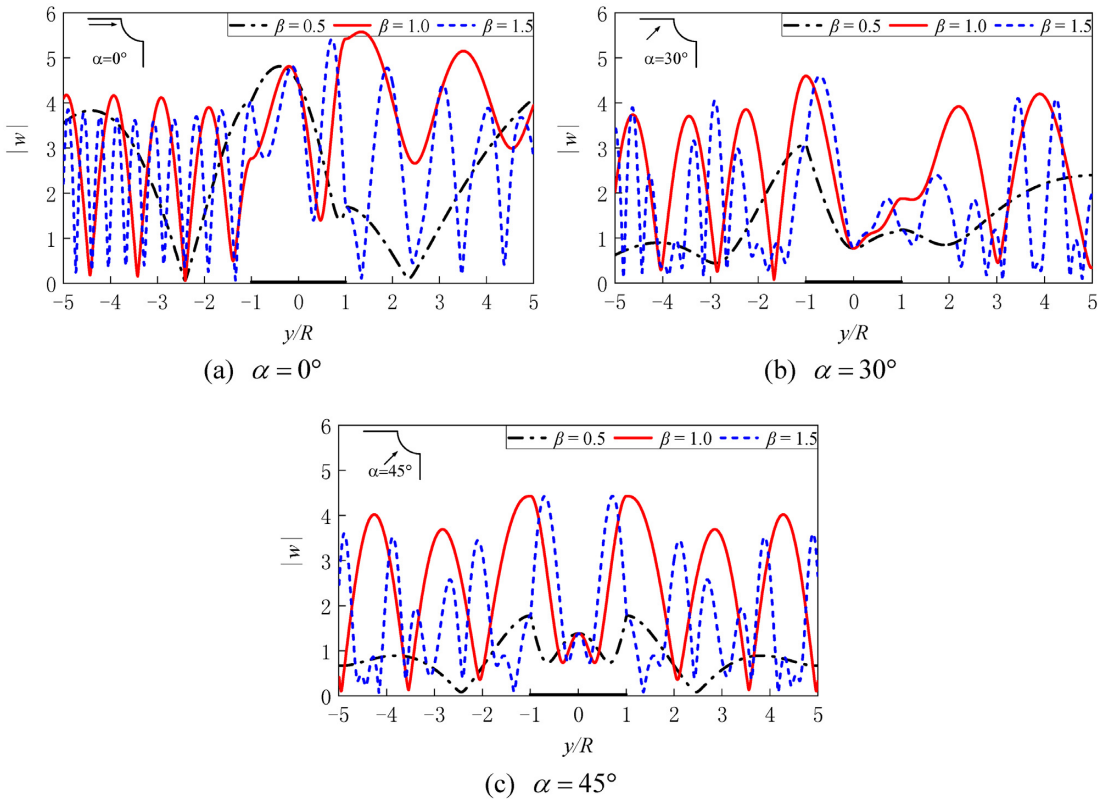 6 5 4 3 2 1 0
|w|
β = 0.5 β = 1.0 β = 1.5
α=0°
−5 −4 −3 −2 −1 0 1 2 3 4 5
y/R
(a) α = 0°
6 5 4 3 2 1 0
|w|
β = 0.5 β = 1.0 β = 1.5
α=30°
−5 −4 −3 −2 −1 0 1 2 3 4 5
y/R
(b) α = 30°
6 5 4 3 2 1 0
|w|
β = 0.5 β = 1.0 β = 1.5
α=45°
−5 −4 −3 −2 −1 0 1 2 3 4 5
y/R
(c) α = 45°